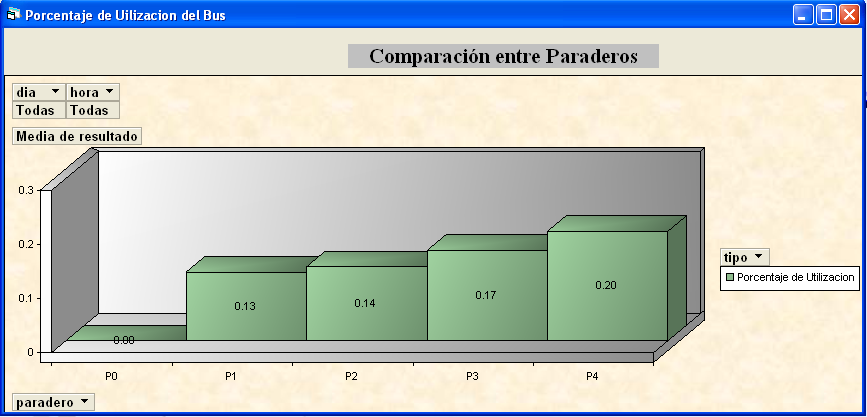 Porcentaje de Uilizacion del Bus
Comparación entre Paraderos
dia hora
Todas Todas
Media de resultado
0.3
0.2
0.1
0
0.00
0.13
0.14
0.17
0.20
P0 P1 P2 P3 P4
tipo
Porcentaje de Utilizacion
paradero